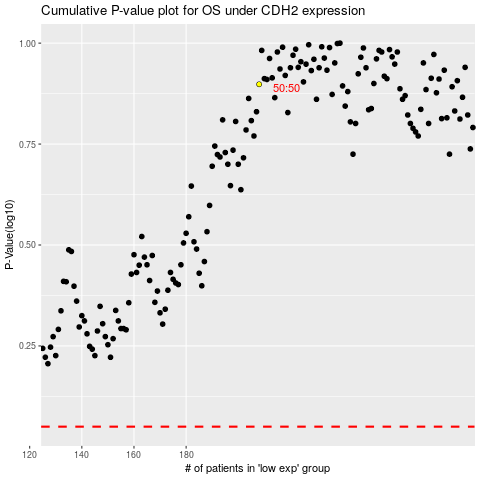 Cumulative P-value plot for OS under CDH2 expression
P-Value(log10)
1.00
0.75
0.50
0.25
50:50
120 140 160 180
# of patients in 'low exp' group